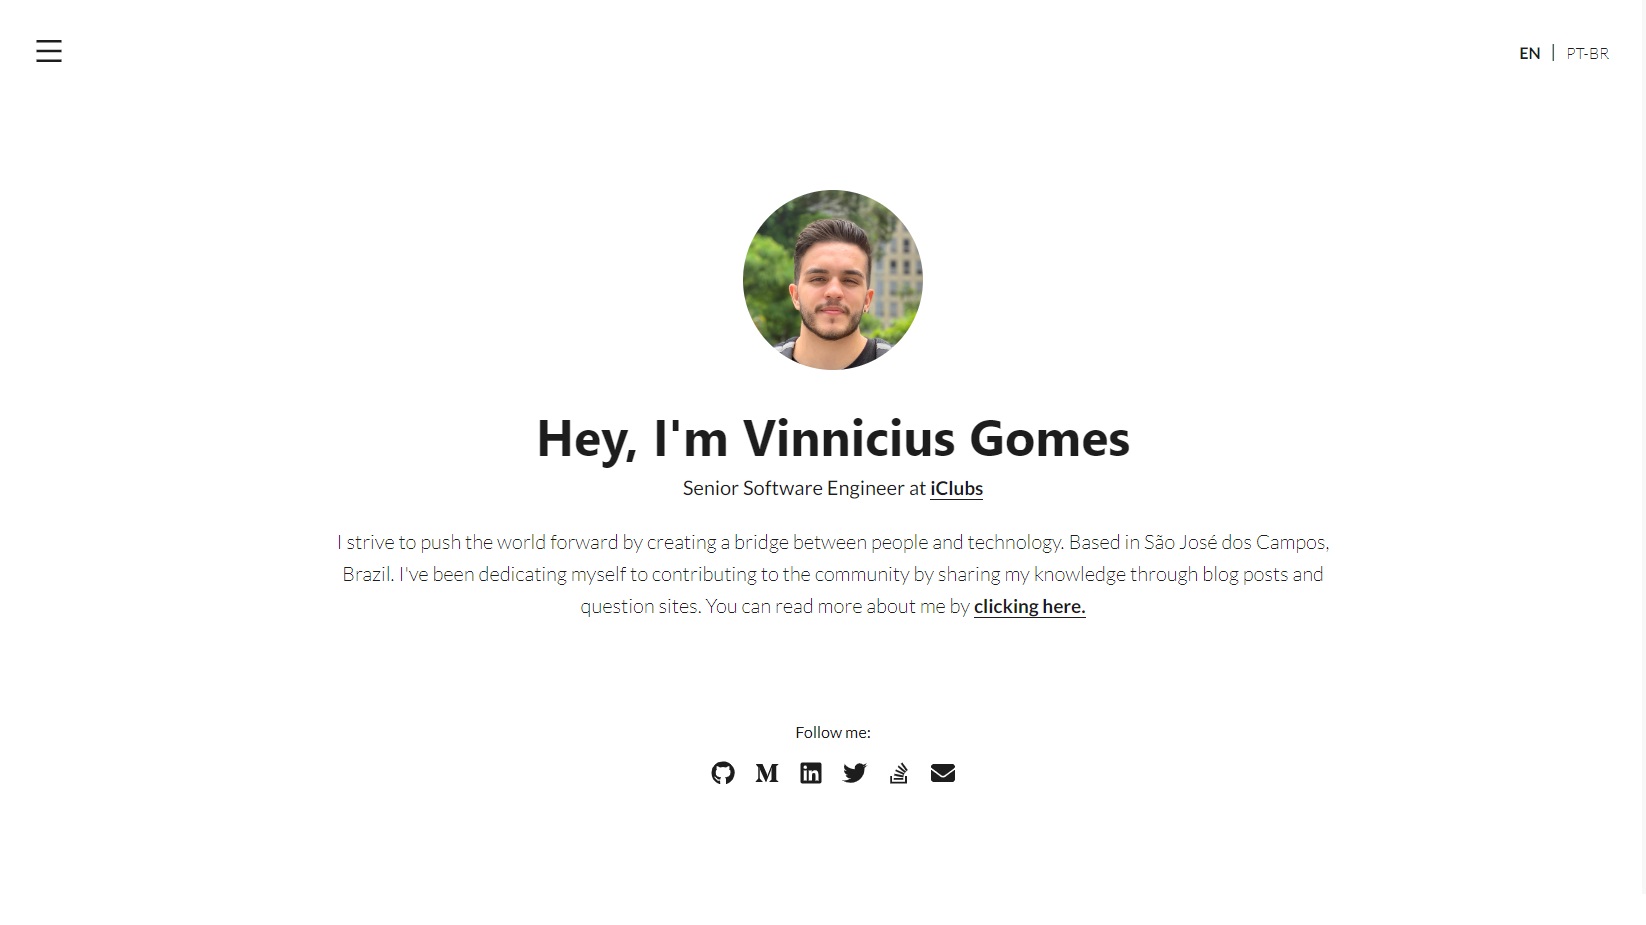 EN | PT-BR
Hey, I'm Vinnicius Gomes
Senior Software Engineer at iClubs
I strive to push the world forward by creating a bridge between people and technology. Based in São José dos Campos,
Brazil. I've been dedicating myself to contributing to the community by sharing my knowledge through blog posts and
question sites. You can read more about me by clicking here.
Follow me: